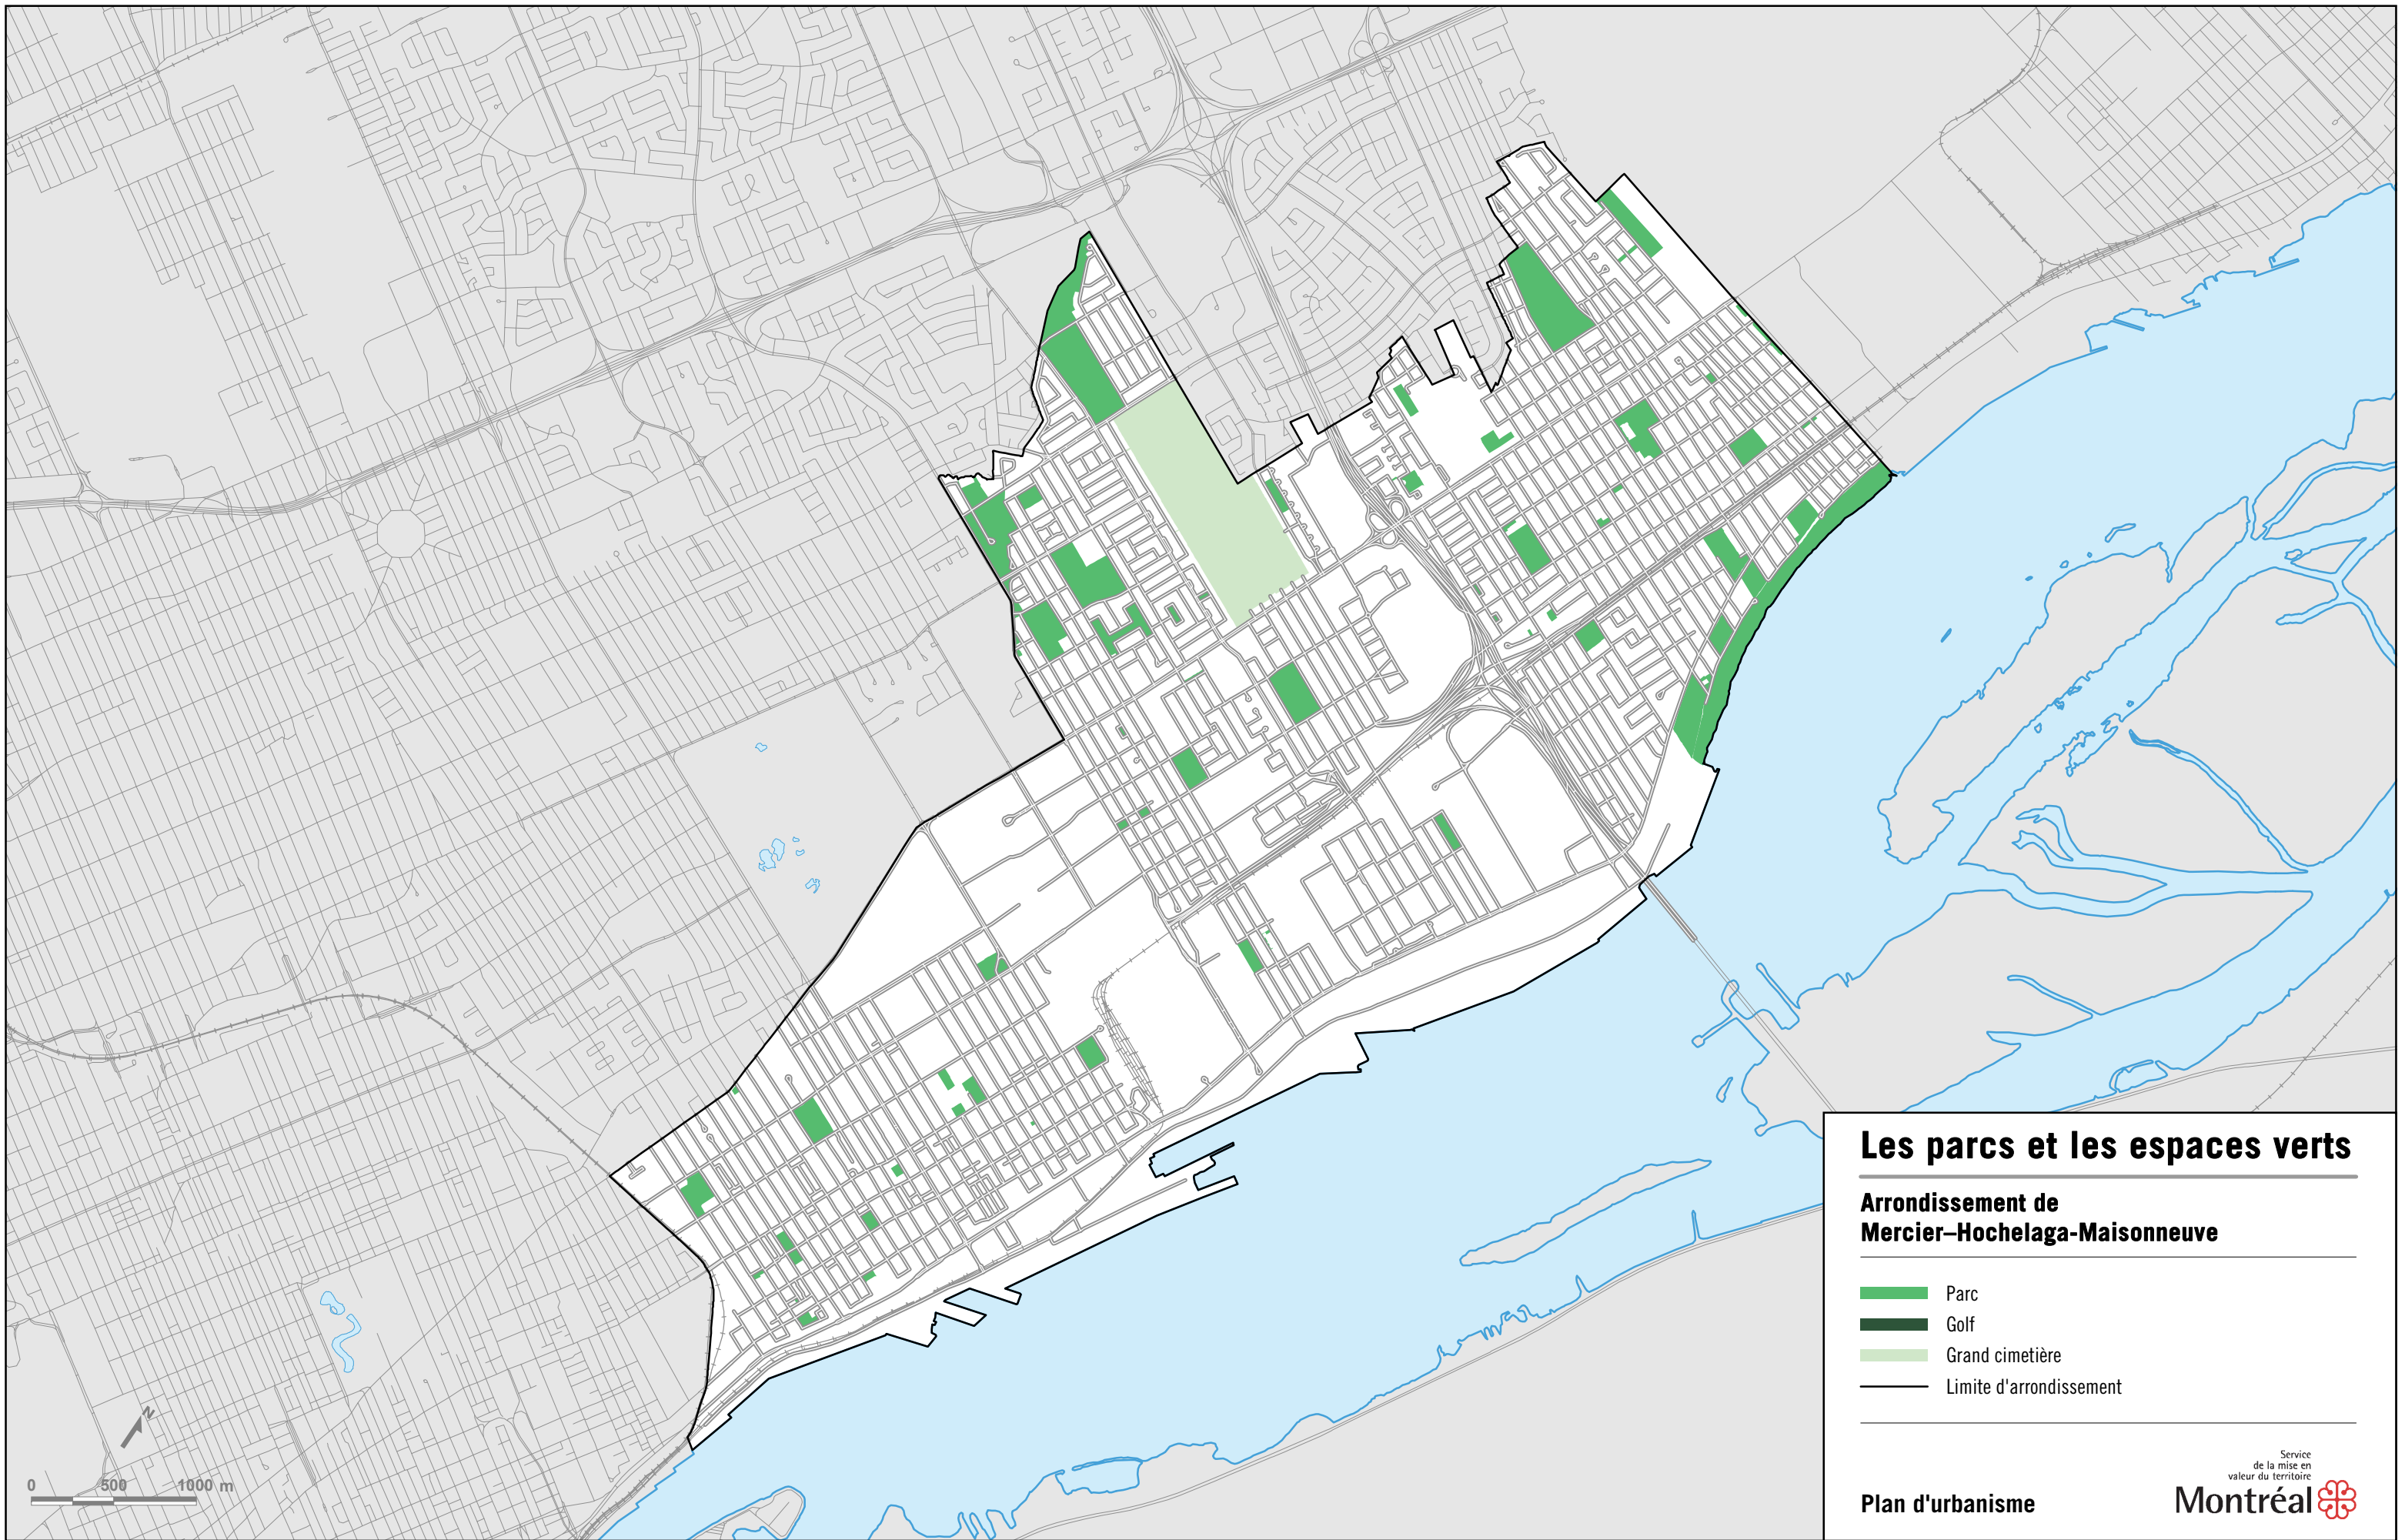 Les parcs et les espaces verts
Arrondissement de
Mercier–Hochelaga-Maisonneuve
Parc
Golf
Grand cimetière
Limite d'arrondissement
Service
de la mise en
valeur du territoire
Plan d'urbanisme
Montréal
N
0 500 1000 m